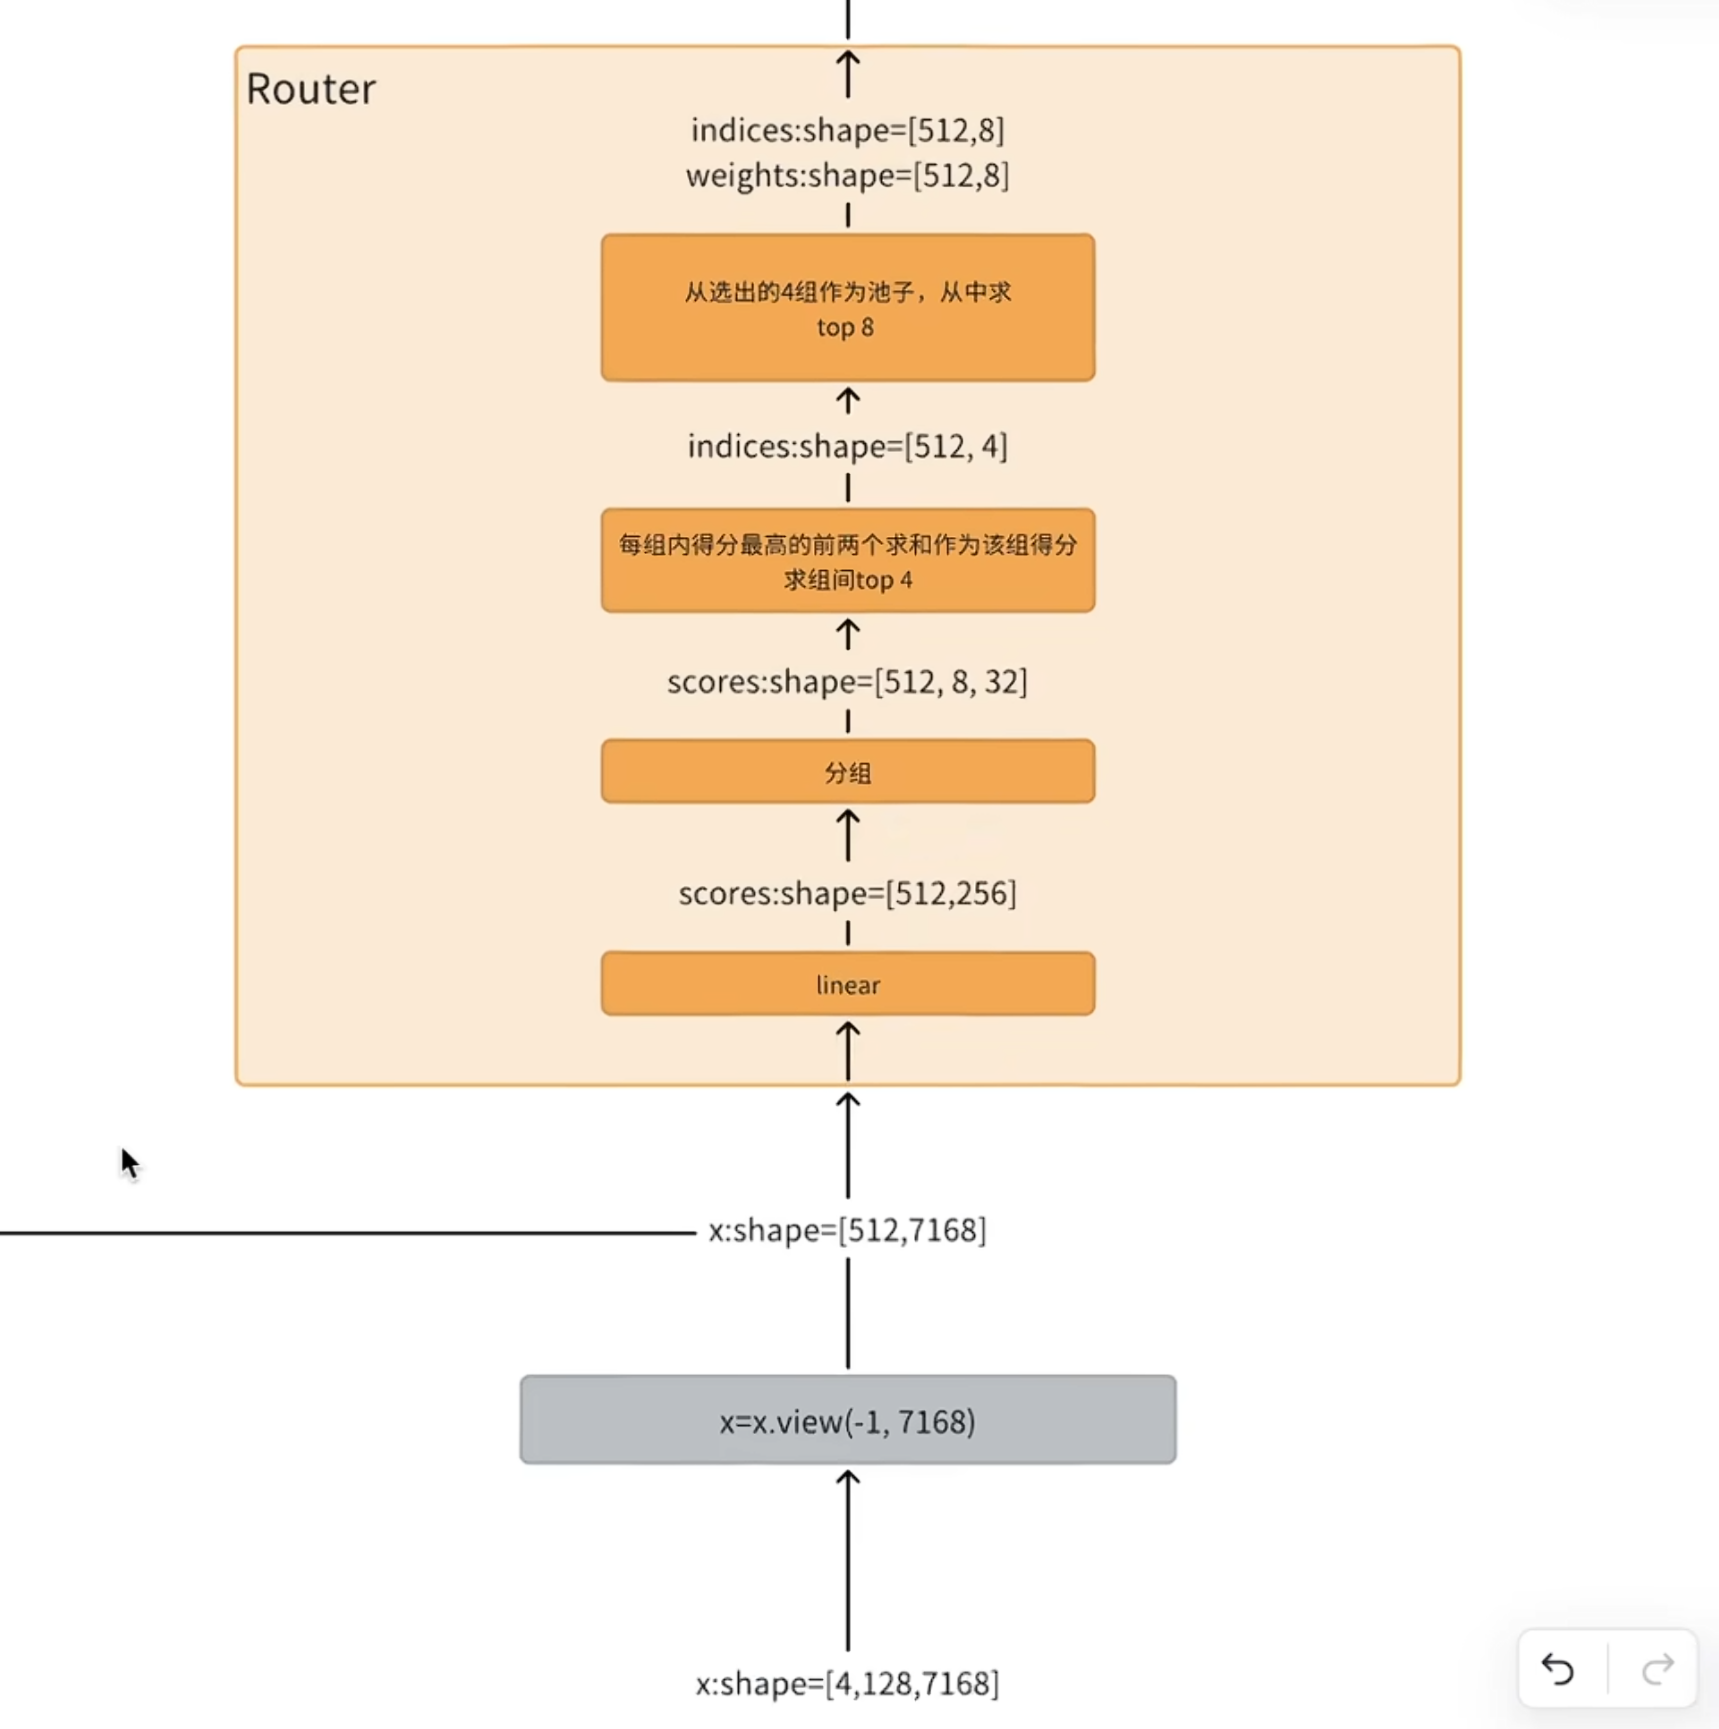 Router
indices:shape=[512,8]
weights:shape=[512,8]
从选出的4组作为池子，从中求
top 8
indices:shape=[512, 4]
每组内得分最高的前两个求和作为该组得分
求组间top 4
scores:shape=[512, 8, 32]
分组
scores:shape=[512,256]
linear
x:shape=[512,7168]
x=x.view(-1, 7168)
x:shape=[4,128,7168]